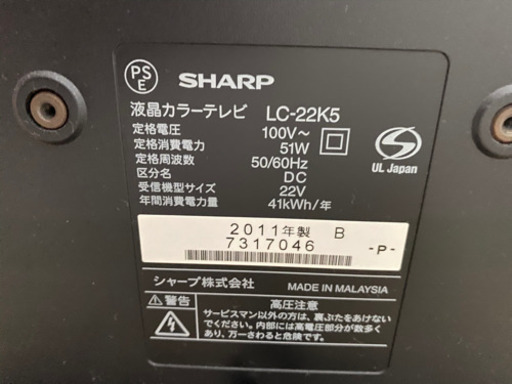 PS
E
SHARP
液晶カラーテレビ LC-22K5
定格電圧 100V～
定格消費電力 51W
定格周波数 50/60Hz
区分名 DC
受信機型サイズ 22V
年間消費電力量 41kWh/年
S
UL Japan
2011年製 B
7317046 -P-
シャープ株式会社 MADE IN MALAYSIA
⚠警告 高圧注意
サービスマン以外の方は、裏ぶたをあけない
でください。内部には高電圧部分が数多く
あり、万一さわると危険です。